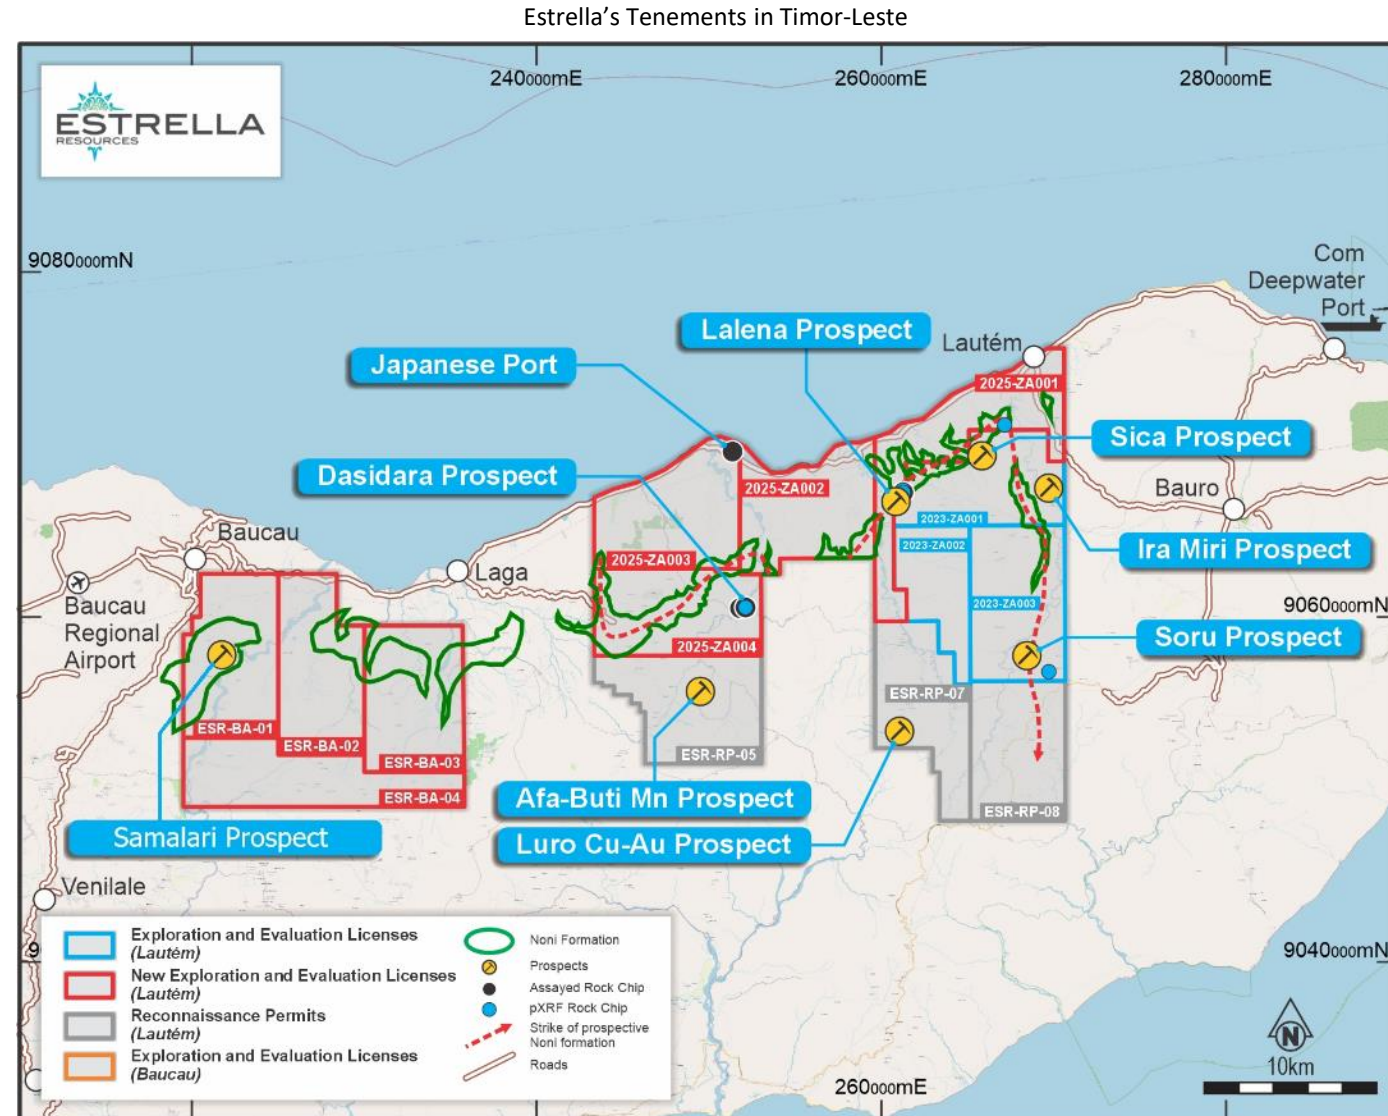 Estrella's Tenements in Timor-Leste
240000mE
260000mE
280000mE
ESTRELLA
RESOURCES
9080000mN
Com
Deepwater
Port
Lalena Prospect
Lautém
Japanese Port
2025-ZA001
Sica Prospect
Dasidara Prospect
2025-ZA002
Bauro
2023-ZA001
Baucau
2023-ZA002
Ira Miri Prospect
2025-ZA003
Laga
Baucau
Regional
Airport
2023-ZA003
9060000mN
2025-ZA004
Soru Prospect
ESR-RP-07
ESR-BA-01
ESR-BA-02
ESR-RP-05
ESR-BA-03
ESR-BA-04
Afa-Buti Mn Prospect
ESR-RP-08
Samalari Prospect
Luro Cu-Au Prospect
Venilale
Exploration and Evaluation Licenses
(Lautém)
New Exploration and Evaluation Licenses
(Lautém)
Reconnaissance Permits
(Lautém)
Exploration and Evaluation Licenses
(Baucau)
Noni Formation
Prospects
Assayed Rock Chip
pXRF Rock Chip
Strike of prospective
Noni formation
Roads
9
9040000mN
N
10km
260000mE